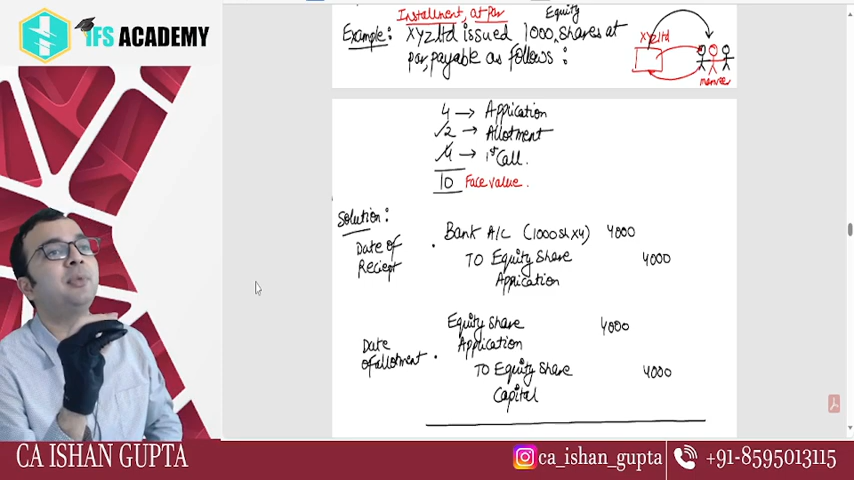 IFS ACADEMY
Installment, at par
Equity
Example: XYZ ltd issued 1000 shares at
par, payable as follows :
XYZ ltd
4 → Application
2 → Allotment
4 → 1st Call.
10 Face value.
Solution :
Date of Reciept
Bank A/C (1000 sh x 4) 4000
TO Equity Share 4000
Application
Date of allotment
Equity Share 4000
Application
TO Equity Share 4000
Capital
CA ISHAN GUPTA
ca_ishan_gupta
+91-8595013115